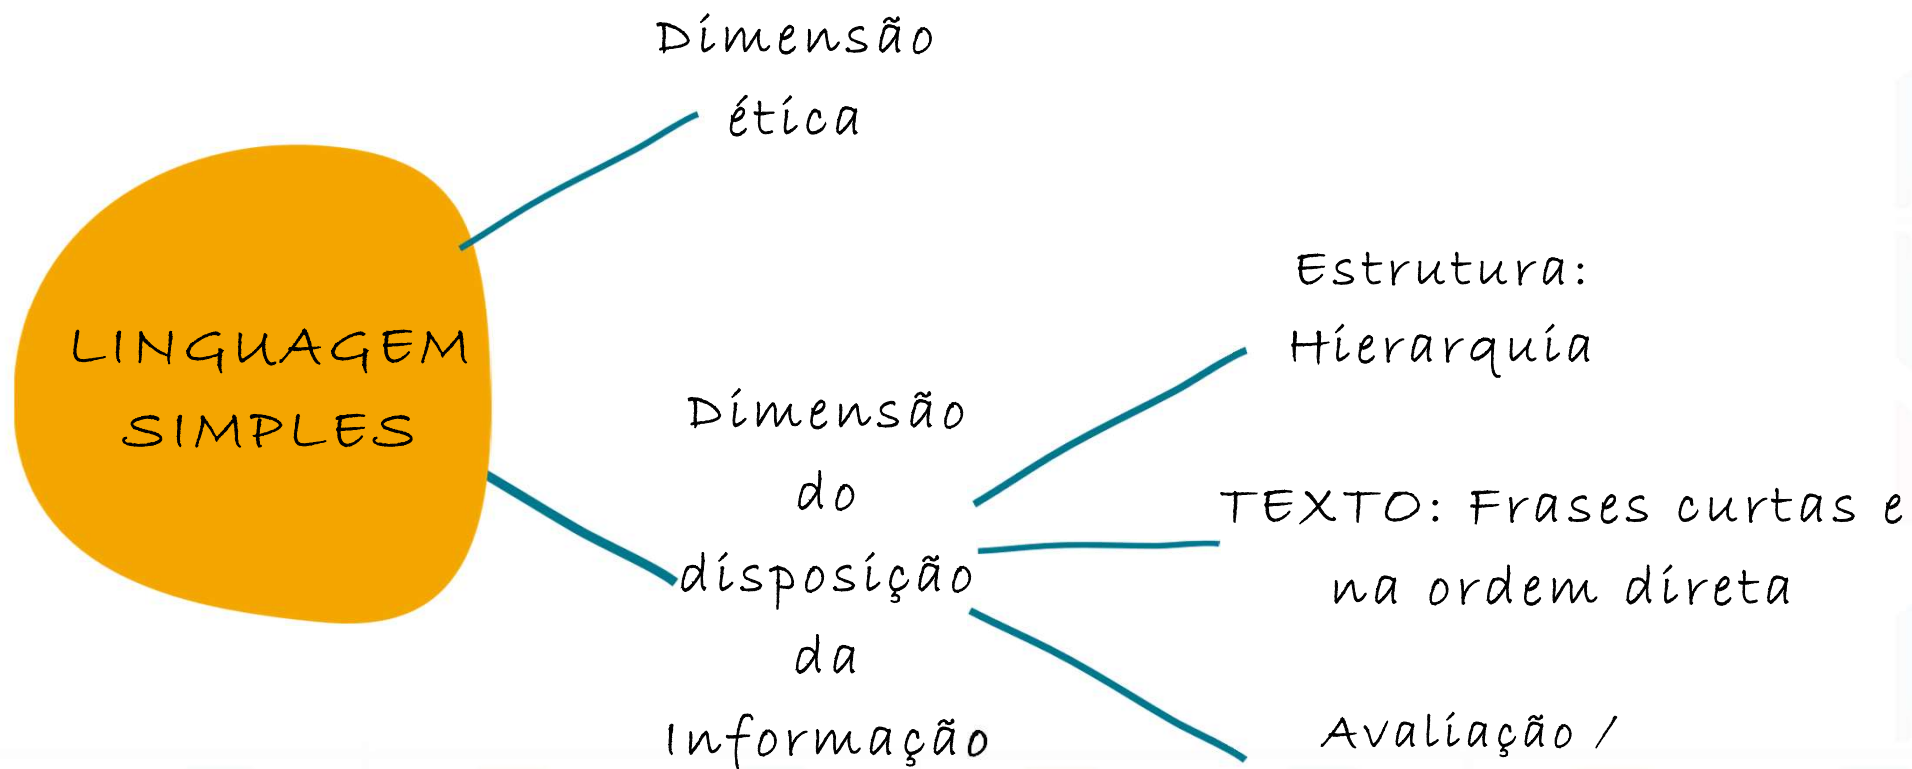 Dimensão
ética
LINGUAGEM
SIMPLES
Dimensão
do
disposição
da
Informação
Estrutura:
Hierarquia
TEXTO: Frases curtas e
na ordem direta
Avaliação /